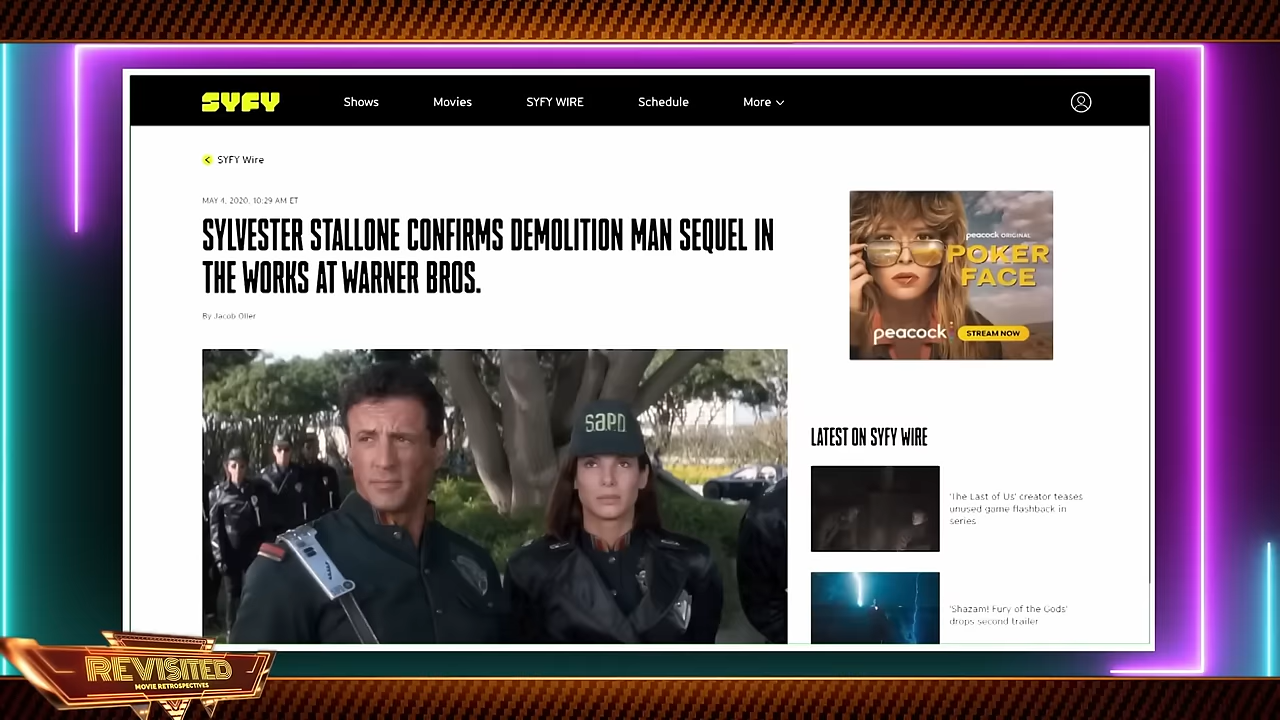 SYFY
Shows
Movies
SYFY WIRE
Schedule
More
SYFY Wire
MAY 4, 2020, 10:29 AM ET
SYLVESTER STALLONE CONFIRMS DEMOLITION MAN SEQUEL IN
THE WORKS AT WARNER BROS.
By Jacob Oller
peacock ORIGINAL
POKER
FACE
peacock
STREAM NOW
sapd
LATEST ON SYFY WIRE
'The Last of Us' creator teases
unused game flashback in
series
'Shazam! Fury of the Gods'
drops second trailer
REVISITED
MOVIE RETROSPECTIVES